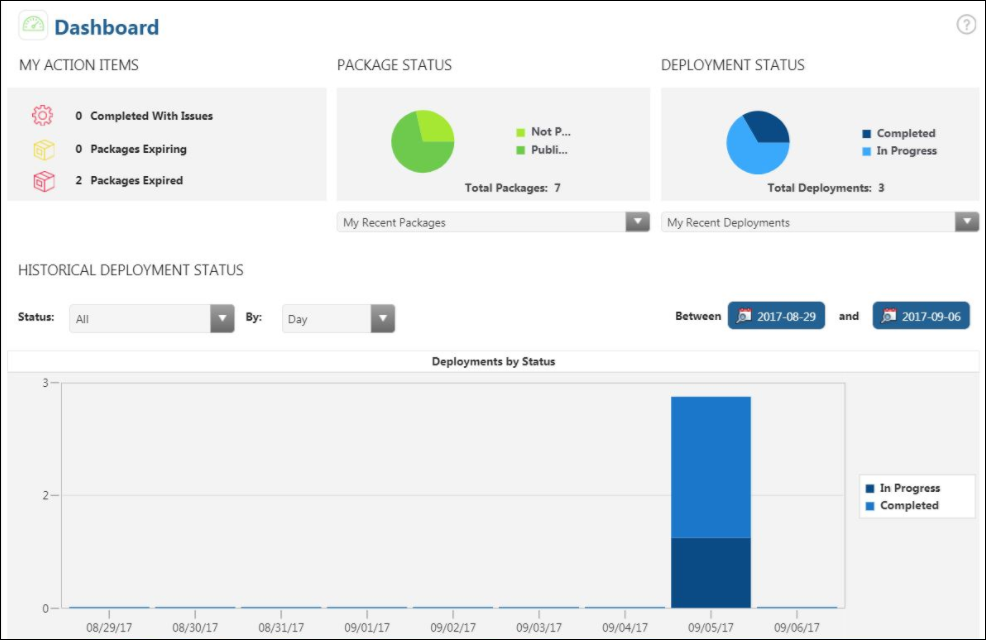 Dashboard
?
MY ACTION ITEMS
0 Completed With Issues
0 Packages Expiring
2 Packages Expired
PACKAGE STATUS
Not P...
Publi...
Total Packages: 7
My Recent Packages
DEPLOYMENT STATUS
Completed
In Progress
Total Deployments: 3
My Recent Deployments
HISTORICAL DEPLOYMENT STATUS
Status: All By: Day Between 2017-08-29 and 2017-09-06
Deployments by Status
3
2
0
08/29/17 08/30/17 08/31/17 09/01/17 09/02/17 09/03/17 09/04/17 09/05/17 09/06/17
In Progress
Completed